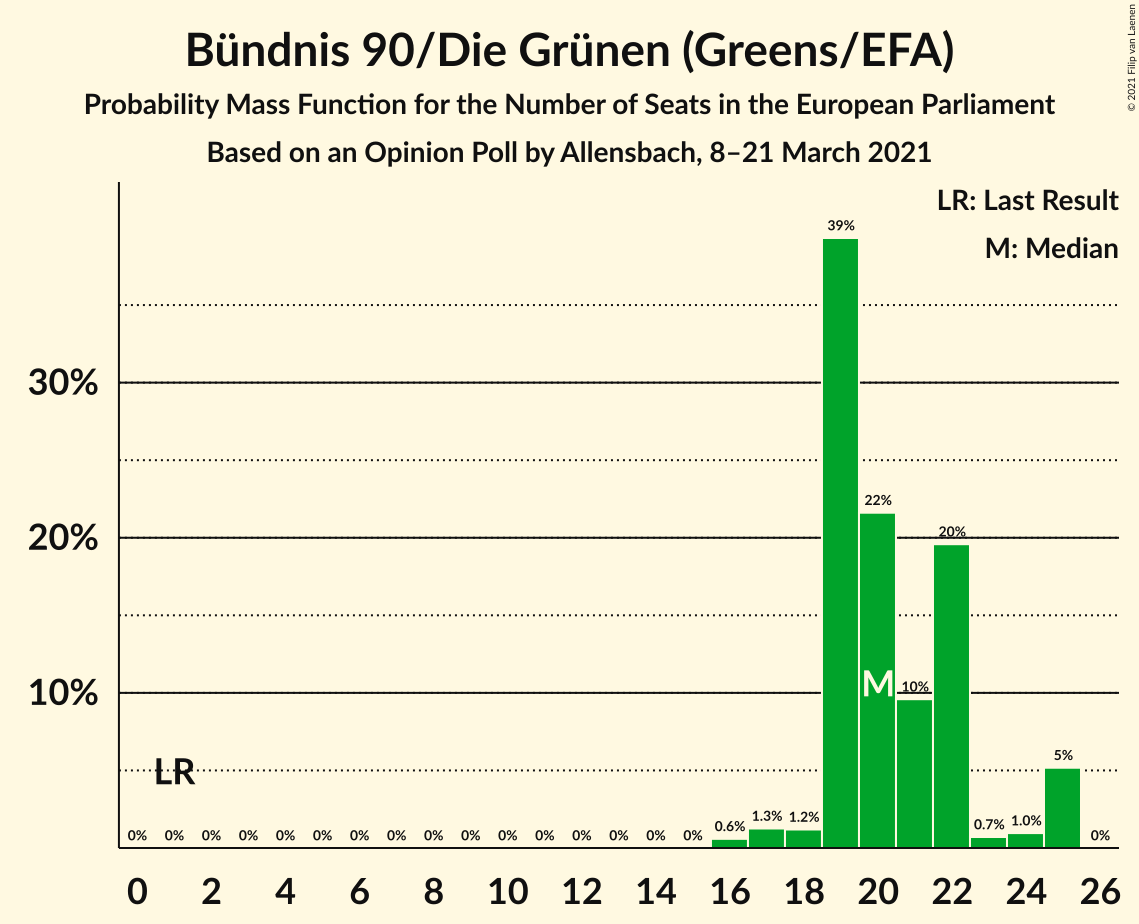 Bündnis 90/Die Grünen (Greens/EFA)
Probability Mass Function for the Number of Seats in the European Parliament
Based on an Opinion Poll by Allensbach, 8–21 March 2021
© 2021 Filip van Laenen
LR: Last Result
M: Median
39%
30%
22%
20%
20%
M
10%
10%
LR
5%
0% 0% 0% 0% 0% 0% 0% 0% 0% 0% 0% 0% 0% 0% 0% 0% 0.6% 1.3% 1.2% 0.7% 1.0% 0%
0 2 4 6 8 10 12 14 16 18 20 22 24 26